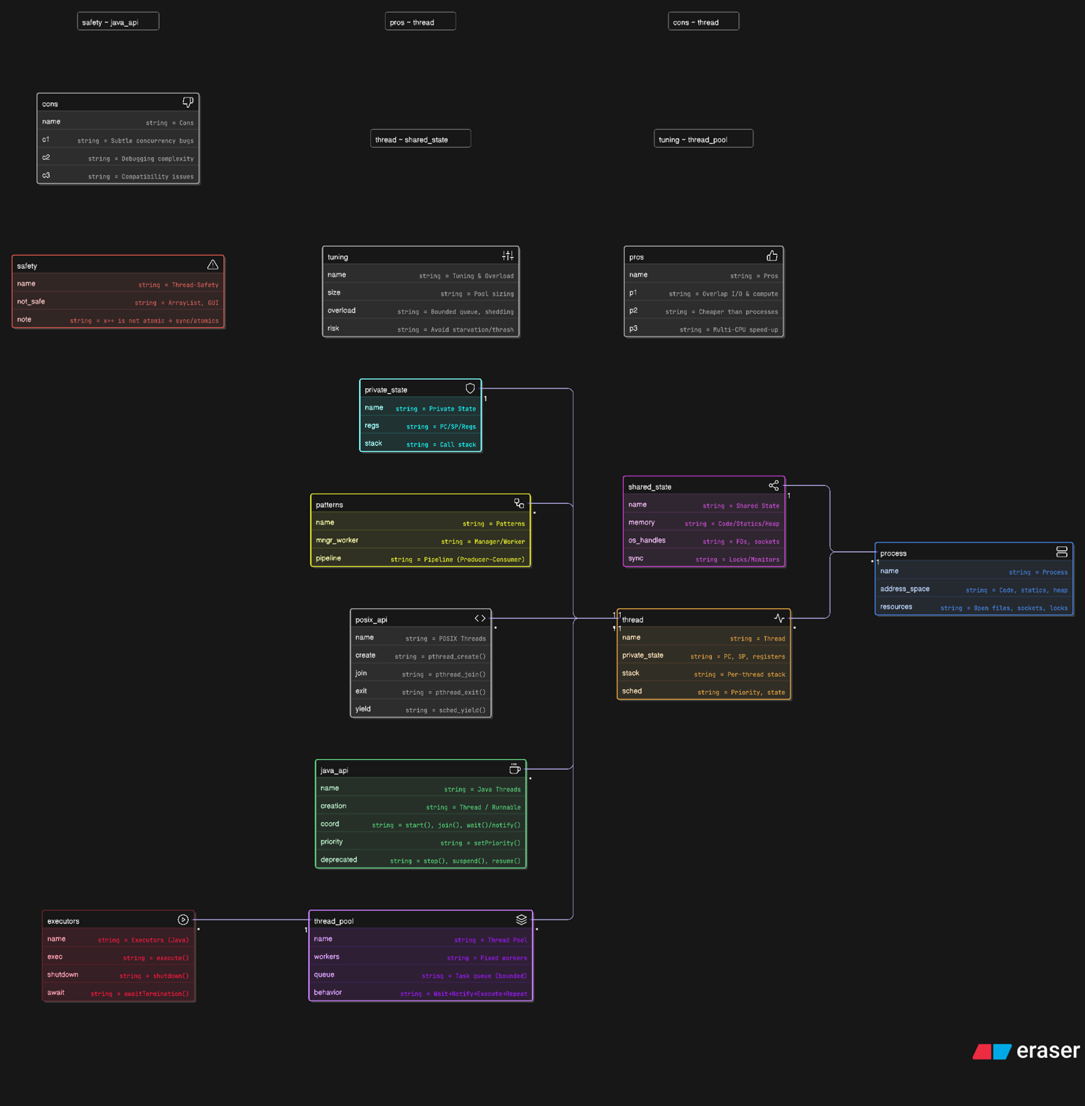 safety ~ java_api
pros ~ thread
cons ~ thread
cons
name string = Cons
c1 string = Subtle concurrency bugs
c2 string = Debugging complexity
c3 string = Compatibility issues
thread ~ shared_state
tuning ~ thread_pool
safety
name string = Thread-Safety
not_safe string = ArrayList, GUI
note string = x++ is not atomic = sync/atomics
tuning
name string = Tuning & Overload
size string = Pool sizing
overload string = Bounded queue, shedding
risk string = Avoid starvation/thrash
pros
name string = Pros
p1 string = Overlap I/O & compute
p2 string = Cheaper than processes
p3 string = Multi-CPU speed-up
private_state
1
name string = Private State
regs string = PC/SP/Regs
stack string = Call stack
patterns
*
name string = Patterns
mngr_worker string = Manager/Worker
pipeline string = Pipeline (Producer-Consumer)
shared_state
1
name string = Shared State
memory string = Code/Statics/heap
os_handles string = FDs, sockets
sync string = Locks/Monitors
process
* 1
name string = Process
address_space string = Code, statics, heap
resources string = Open files, sockets, locks
posix_api
*
name string = POSIX Threads
create string = pthread_create()
join string = pthread_join()
exit string = pthread_exit()
yield string = sched_yield()
1 1
1 1
thread
*
name string = Thread
private_state string = PC, SP, registers
stack string = Per-thread stack
sched string = Priority, state
java_api
*
name string = Java Threads
creation string = Thread / Runnable
coord string = start(), join(), wait()/notify()
priority string = setPriority()
deprecated string = stop(), suspend(), resume()
executors
*
name string = Executors (Java)
exec string = execute()
shutdown string = shutdown()
await string = awaitTermination()
1
thread_pool
*
name string = Thread Pool
workers string = Fixed workers
queue string = Task queue (bounded)
behavior string = Wait+Notify+Execute+Repeat
eraser